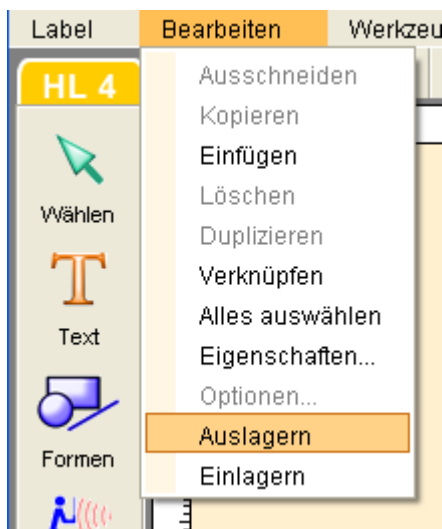 Label Bearbeiten Werkzeu
HL 4
Wählen
Text
Formen
Ausschneiden
Kopieren
Einfügen
Löschen
Duplizieren
Verknüpfen
Alles auswählen
Eigenschaften...
Optionen...
Auslagern
Einlagern